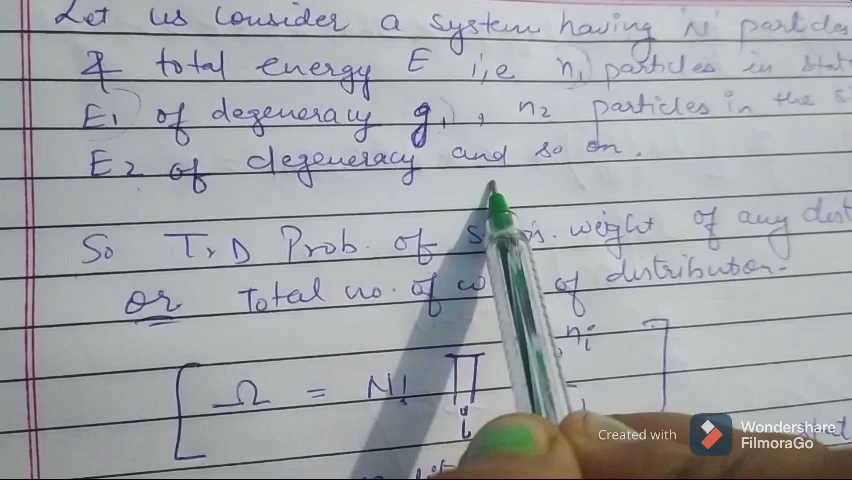 Let us consider a system having N particles
& total energy E i,e n1 particles in stat
E1 of degeneracy g1, n2 particles in the s
E2 of degeneracy and so on.
So T,D Prob. of weight of any dist
or Total no. of of distribution.
Ω = N! ∏ ni
i
Created with Wondershare
FilmoraGo